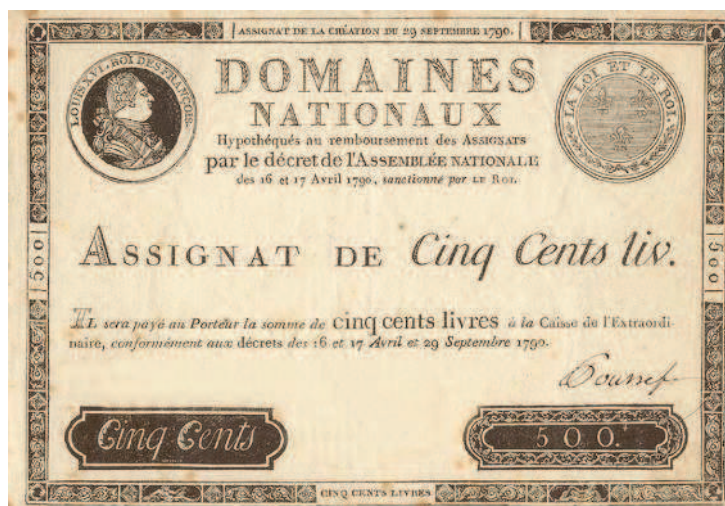 ASSIGNAT DE LA CRÉATION DU 29 SEPTEMBRE 1790.
LOUIS XVI. ROI DES FRANÇOIS.
LA LOI ET LE ROI.
DOMAINES
NATIONAUX
Hypothéqués au remboursement des ASSIGNATS
par le décret de l'ASSEMBLÉE NATIONALE
des 16 et 17 Avril 1790, sanctionné par LE ROI.
500
500
ASSIGNAT DE Cinq Cents liv.
IL sera payé au Porteur la somme de cinq cents livres à la Caisse de l'Extraordi-
naire, conformément aux décrets des 16 et 17 Avril et 29 Septembre 1790.
Cinq Cents
500.
CINQ CENTS LIVRES